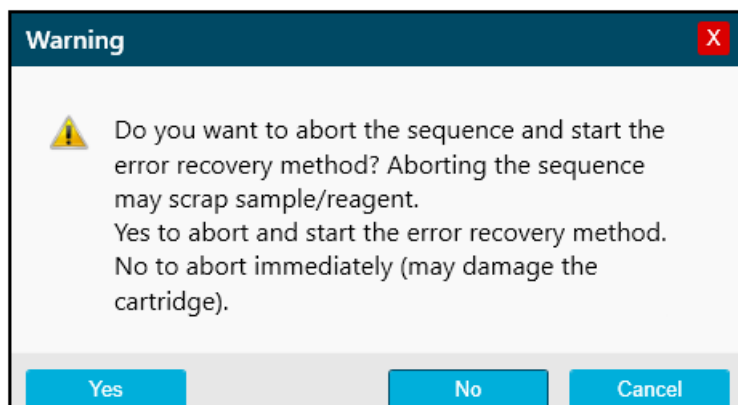 Warning
X
Do you want to abort the sequence and start the
error recovery method? Aborting the sequence
may scrap sample/reagent.
Yes to abort and start the error recovery method.
No to abort immediately (may damage the
cartridge).
Yes
No
Cancel